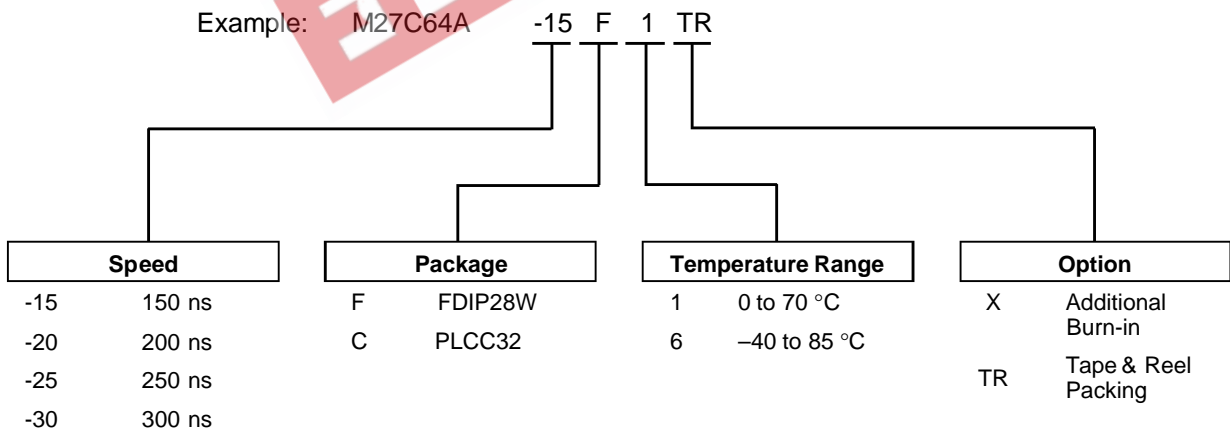 Example: M27C64A -15 F 1 TR
Speed
-15 150 ns
-20 200 ns
-25 250 ns
-30 300 ns
Package
F FDIP28W
C PLCC32
Temperature Range
1 0 to 70 °C
6 –40 to 85 °C
Option
X Additional
Burn-in
TR Tape & Reel
Packing